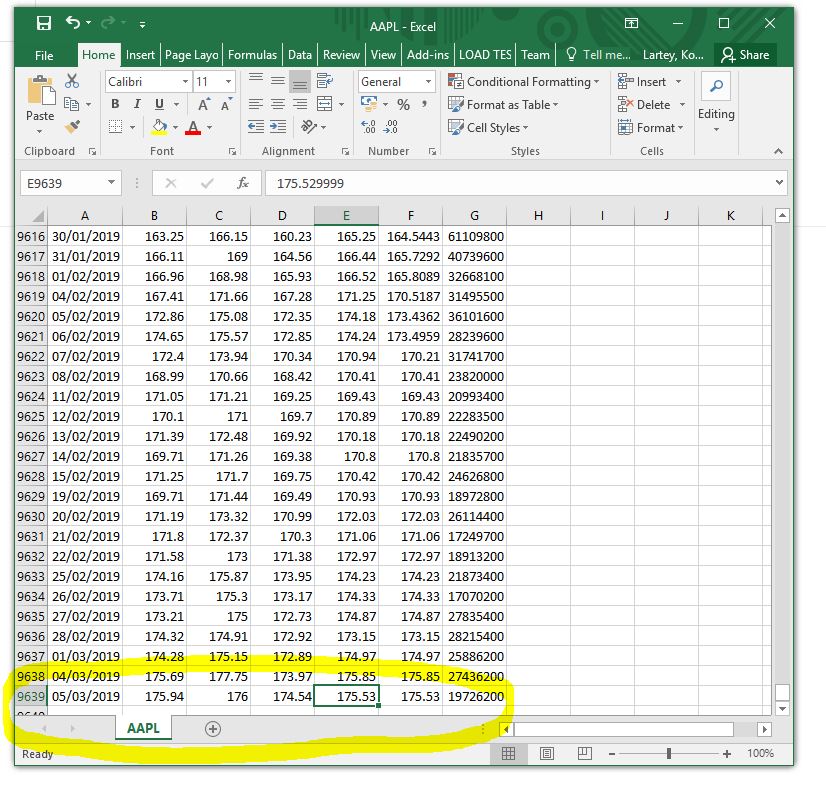 AAPL - Excel
File Home Insert Page Layo Formulas Data Review View Add-ins LOAD TES Team Tell me... Lartey, Ko... Share
Calibri 11 General Conditional Formatting Insert
Paste B I U A A % , Format as Table Delete Editing
A .00 .00 Cell Styles Format
Clipboard Font Alignment Number Styles Cells
E9639 fx 175.529999
A B C D E F G H I J K
9616 30/01/2019 163.25 166.15 160.23 165.25 164.5443 61109800
9617 31/01/2019 166.11 169 164.56 166.44 165.7292 40739600
9618 01/02/2019 166.96 168.98 165.93 166.52 165.8089 32668100
9619 04/02/2019 167.41 171.66 167.28 171.25 170.5187 31495500
9620 05/02/2019 172.86 175.08 172.35 174.18 173.4362 36101600
9621 06/02/2019 174.65 175.57 172.85 174.24 173.4959 28239600
9622 07/02/2019 172.4 173.94 170.34 170.94 170.21 31741700
9623 08/02/2019 168.99 170.66 168.42 170.41 170.41 23820000
9624 11/02/2019 171.05 171.21 169.25 169.43 169.43 20993400
9625 12/02/2019 170.1 171 169.7 170.89 170.89 22283500
9626 13/02/2019 171.39 172.48 169.92 170.18 170.18 22490200
9627 14/02/2019 169.71 171.26 169.38 170.8 170.8 21835700
9628 15/02/2019 171.25 171.7 169.75 170.42 170.42 24626800
9629 19/02/2019 169.71 171.44 169.49 170.93 170.93 18972800
9630 20/02/2019 171.19 173.32 170.99 172.03 172.03 26114400
9631 21/02/2019 171.8 172.37 170.3 171.06 171.06 17249700
9632 22/02/2019 171.58 173 171.38 172.97 172.97 18913200
9633 25/02/2019 174.16 175.87 173.95 174.23 174.23 21873400
9634 26/02/2019 173.71 175.3 173.17 174.33 174.33 17070200
9635 27/02/2019 173.21 175 172.73 174.87 174.87 27835400
9636 28/02/2019 174.32 174.91 172.92 173.15 173.15 28215400
9637 01/03/2019 174.28 175.15 172.89 174.97 174.97 25886200
9638 04/03/2019 175.69 177.75 173.97 175.85 175.85 27436200
9639 05/03/2019 175.94 176 174.54 175.53 175.53 19726200
9640
AAPL
Ready 100%